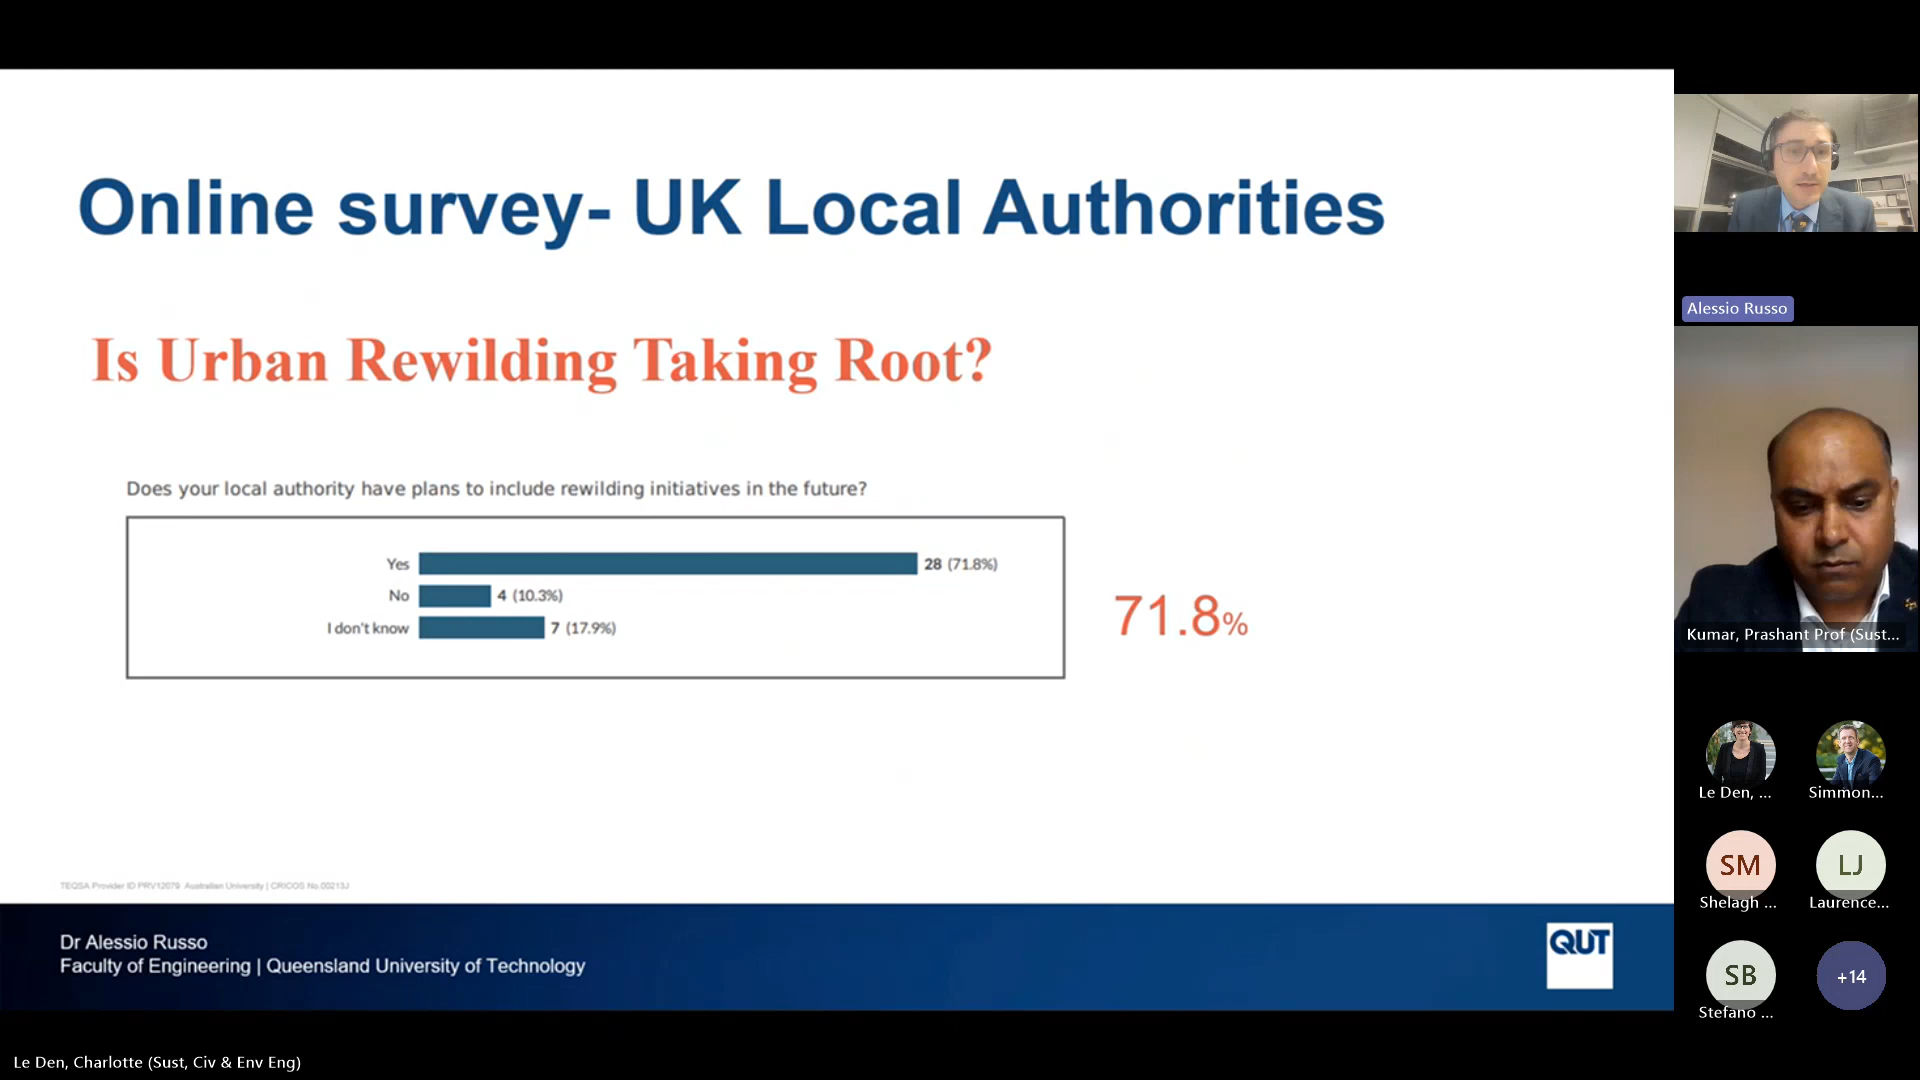 Online survey- UK Local Authorities
Is Urban Rewilding Taking Root?
Does your local authority have plans to include rewilding initiatives in the future?
Yes 28 (71.8%)
No 4 (10.3%)
I don't know 7 (17.9%)
71.8%
TEQSA Provider ID PRV12079 Australian University | CRICOS No.00213J
Dr Alessio Russo
Faculty of Engineering | Queensland University of Technology
QUT
Alessio Russo
Kumar, Prashant Prof (Sust...
Le Den, ...
Simmon...
SM
LJ
Shelagh ...
Laurence...
SB
+14
Stefano ...
Le Den, Charlotte (Sust, Civ & Env Eng)